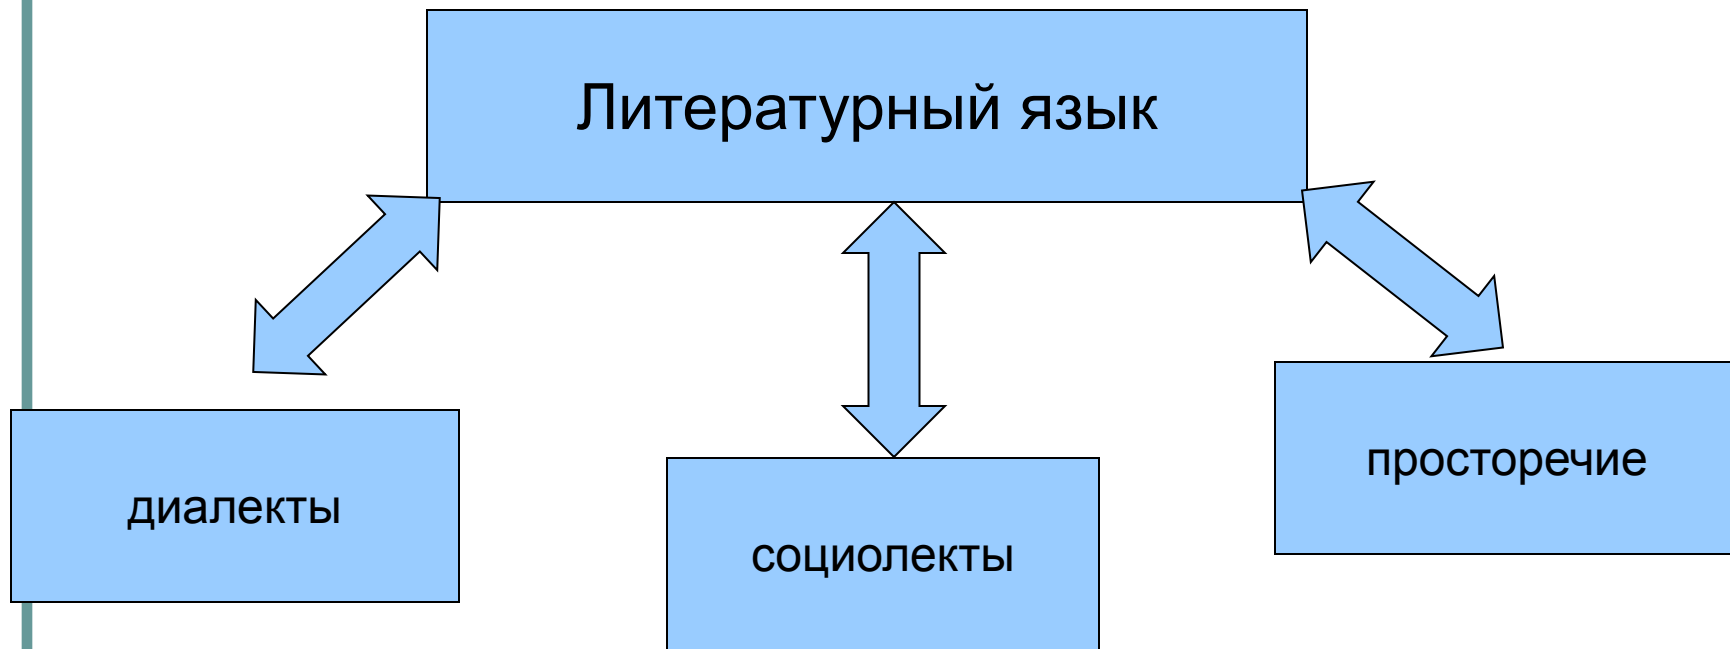 Литературный язык
диалекты
социолекты
просторечие